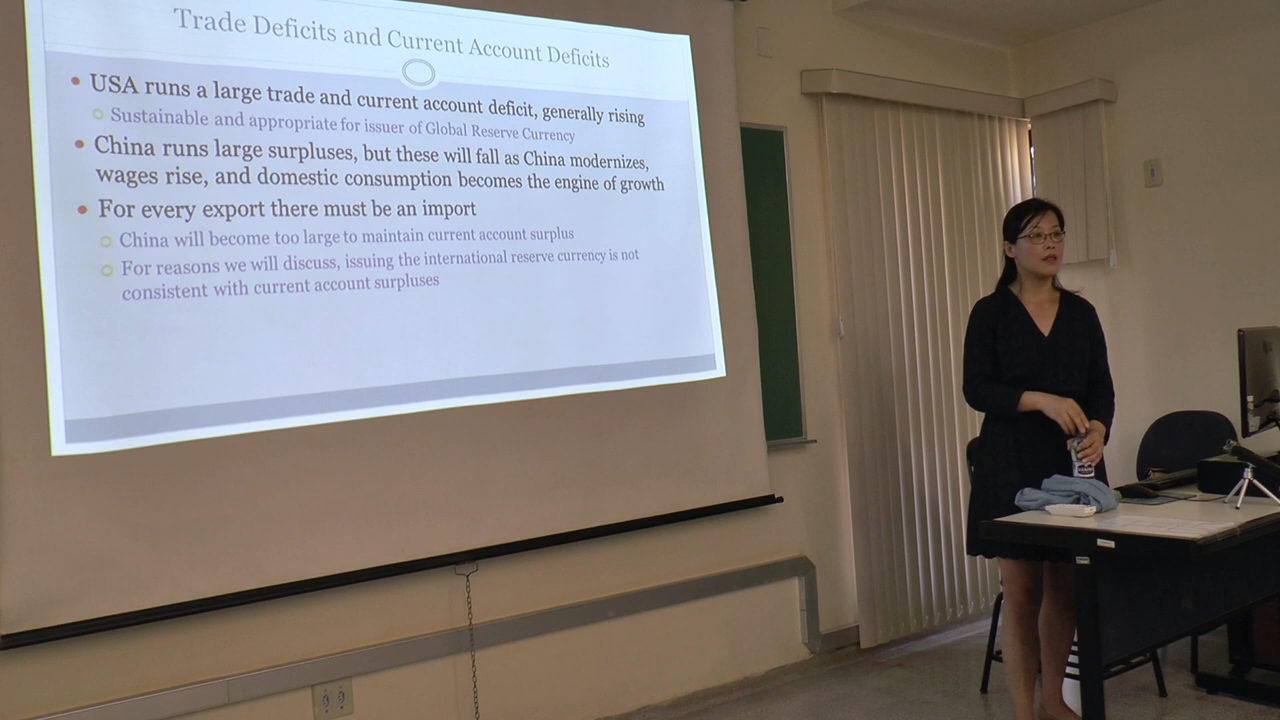 Trade Deficits and Current Account Deficits
USA runs a large trade and current account deficit, generally rising
Sustainable and appropriate for issuer of Global Reserve Currency
China runs large surpluses, but these will fall as China modernizes,
wages rise, and domestic consumption becomes the engine of growth
For every export there must be an import
China will become too large to maintain current account surplus
For reasons we will discuss, issuing the international reserve currency is not
consistent with current account surpluses